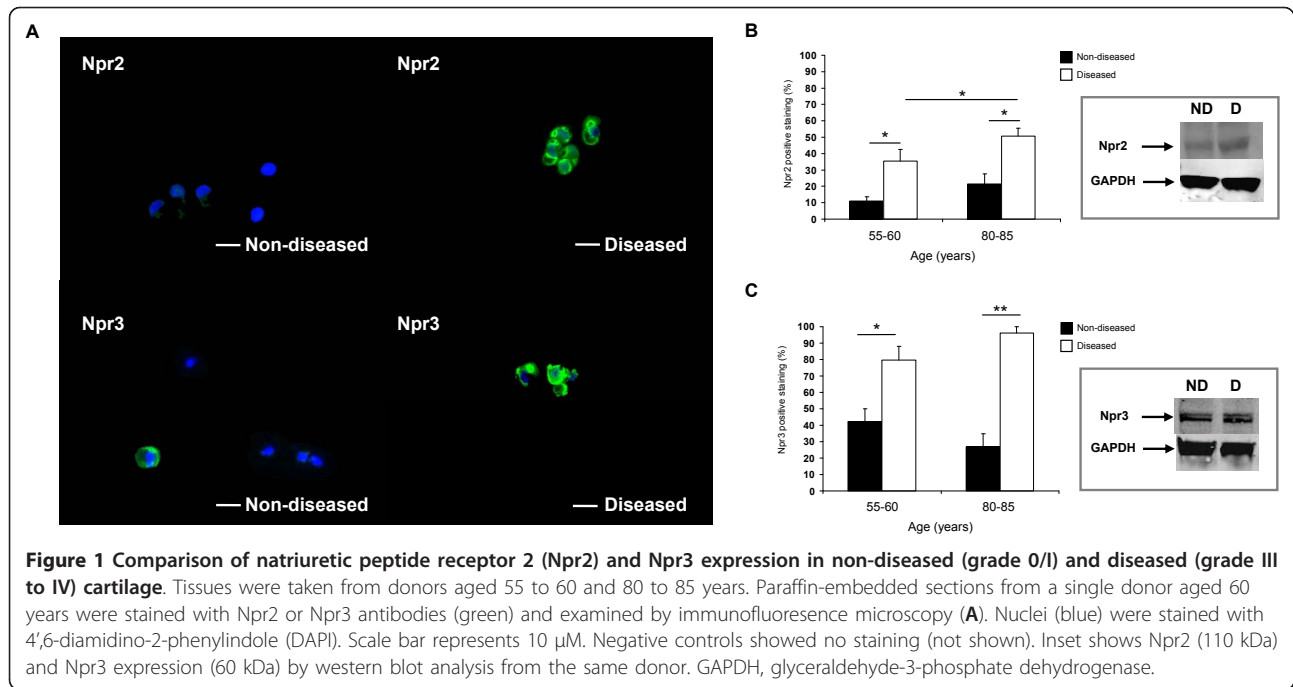 A
Npr2
Npr2
Non-diseased
Diseased
Npr3
Npr3
Non-diseased
Diseased
B
Npr2 positive staining (%)
100
90
80
70
60
50
40
30
20
10
0
*
*
*
55-60
80-85
Age (years)
Non-diseased
Diseased
ND D
Npr2
GAPDH
C
Npr3 positive staining (%)
100
90
80
70
60
50
40
30
20
10
0
*
**
55-60
80-85
Age (years)
Non-diseased
Diseased
ND D
Npr3
GAPDH
Figure 1 Comparison of natriuretic peptide receptor 2 (Npr2) and Npr3 expression in non-diseased (grade 0/I) and diseased (grade III
to IV) cartilage. Tissues were taken from donors aged 55 to 60 and 80 to 85 years. Paraffin-embedded sections from a single donor aged 60
years were stained with Npr2 or Npr3 antibodies (green) and examined by immunofluoresence microscopy (A). Nuclei (blue) were stained with
4′,6-diamidino-2-phenylindole (DAPI). Scale bar represents 10 μM. Negative controls showed no staining (not shown). Inset shows Npr2 (110 kDa)
and Npr3 expression (60 kDa) by western blot analysis from the same donor. GAPDH, glyceraldehyde-3-phosphate dehydrogenase.